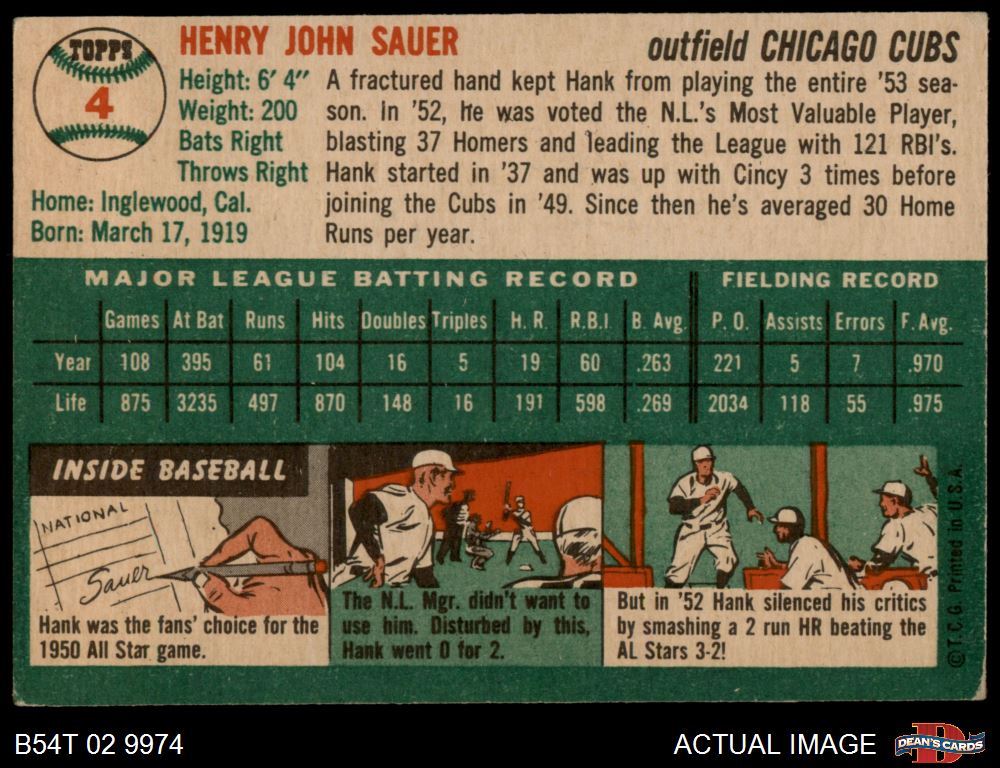 TOPPS
4
HENRY JOHN SAUER
outfield CHICAGO CUBS
Height: 6' 4"
Weight: 200
Bats Right
Throws Right
Home: Inglewood, Cal.
Born: March 17, 1919
A fractured hand kept Hank from playing the entire '53 sea-
son. In '52, he was voted the N.L.'s Most Valuable Player,
blasting 37 Homers and leading the League with 121 RBI's.
Hank started in '37 and was up with Cincy 3 times before
joining the Cubs in '49. Since then he's averaged 30 Home
Runs per year.
MAJOR LEAGUE BATTING RECORD FIELDING RECORD
Games At Bat Runs Hits Doubles Triples H. R. R.B.I B. Avg. P. O. Assists Errors F. Avg.
Year 108 395 61 104 16 5 19 60 .263 221 5 7 .970
Life 875 3235 497 870 148 16 191 598 .269 2034 118 55 .975
INSIDE BASEBALL
NATIONAL
Sauer
Hank was the fans' choice for the
1950 All Star game.
The N.L. Mgr. didn't want to
use him. Disturbed by this,
Hank went 0 for 2.
But in '52 Hank silenced his critics
by smashing a 2 run HR beating the
AL Stars 3-2!
© T. C. G. Printed in U.S.A.
B54T 02 9974
ACTUAL IMAGE
D
DEAN'S CARDS